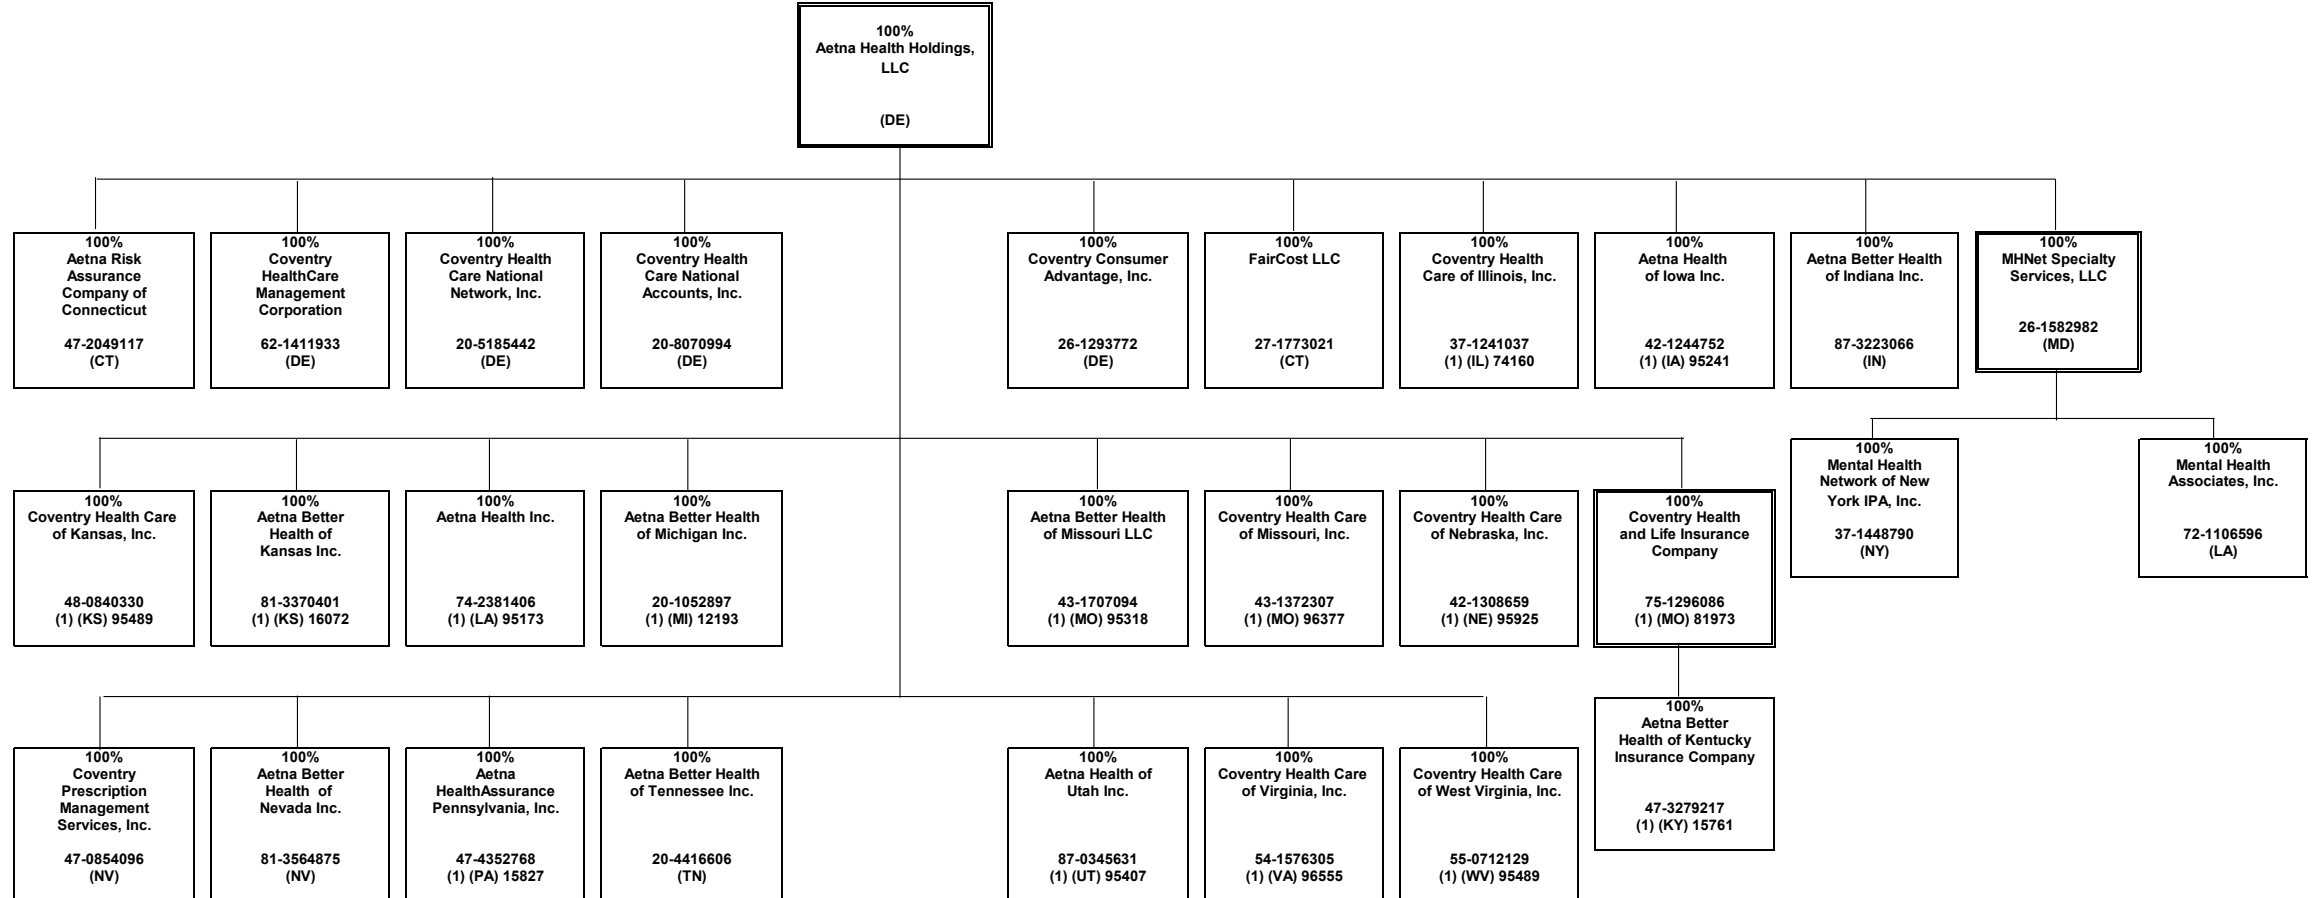 100%
Aetna Health Holdings,
LLC
(DE)
100%
Aetna Risk
Assurance
Company of
Connecticut
47-2049117
(CT)
100%
Coventry
HealthCare
Management
Corporation
62-1411933
(DE)
100%
Coventry Health
Care National
Network, Inc.
20-5185442
(DE)
100%
Coventry Health
Care National
Accounts, Inc.
20-8070994
(DE)
100%
Coventry Consumer
Advantage, Inc.
26-1293772
(DE)
100%
FairCost LLC
27-1773021
(CT)
100%
Coventry Health
Care of Illinois, Inc.
37-1241037
(1) (IL) 74160
100%
Aetna Health
of Iowa Inc.
42-1244752
(1) (IA) 95241
100%
Aetna Better Health
of Indiana Inc.
87-3223066
(IN)
100%
MHNet Specialty
Services, LLC
26-1582982
(MD)
100%
Mental Health
Network of New
York IPA, Inc.
37-1448790
(NY)
100%
Mental Health
Associates, Inc.
72-1106596
(LA)
100%
Coventry Health Care
of Kansas, Inc.
48-0840330
(1) (KS) 95489
100%
Aetna Better
Health of
Kansas Inc.
81-3370401
(1) (KS) 16072
100%
Aetna Health Inc.
74-2381406
(1) (LA) 95173
100%
Aetna Better Health
of Michigan Inc.
20-1052897
(1) (MI) 12193
100%
Aetna Better Health
of Missouri LLC
43-1707094
(1) (MO) 95318
100%
Coventry Health Care
of Missouri, Inc.
43-1372307
(1) (MO) 96377
100%
Coventry Health Care
of Nebraska, Inc.
42-1308659
(1) (NE) 95925
100%
Coventry Health
and Life Insurance
Company
75-1296086
(1) (MO) 81973
100%
Aetna Better
Health of Kentucky
Insurance Company
47-3279217
(1) (KY) 15761
100%
Coventry
Prescription
Management
Services, Inc.
47-0854096
(NV)
100%
Aetna Better
Health of
Nevada Inc.
81-3564875
(NV)
100%
Aetna
HealthAssurance
Pennsylvania, Inc.
47-4352768
(1) (PA) 15827
100%
Aetna Better Health
of Tennessee Inc.
20-4416606
(TN)
100%
Aetna Health of
Utah Inc.
87-0345631
(1) (UT) 95407
100%
Coventry Health Care
of Virginia, Inc.
54-1576305
(1) (VA) 96555
100%
Coventry Health Care
of West Virginia, Inc.
55-0712129
(1) (WV) 95489